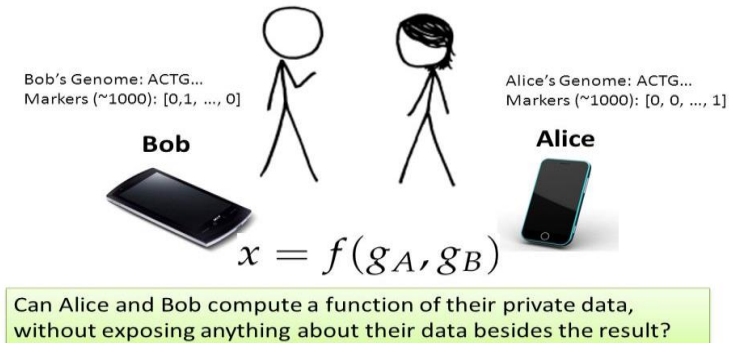 Bob's Genome: ACTG...
Markers (~1000): [0,1, ..., 0]
Alice's Genome: ACTG...
Markers (~1000): [0, 0, ..., 1]
Bob
Alice
x = f(g_A, g_B)
Can Alice and Bob compute a function of their private data,
without exposing anything about their data besides the result?